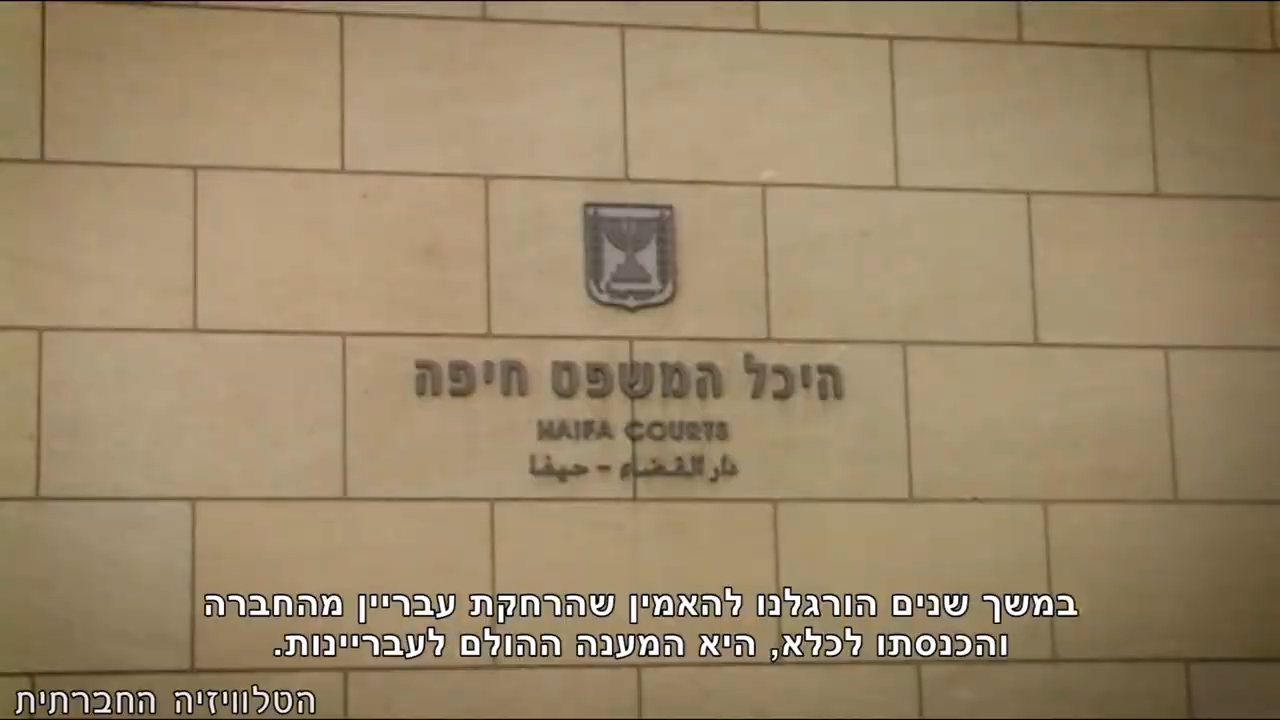 היכל המשפט חיפה
HAIFA COURTS
دار القضاء - حيفا
במשך שנים הורגלנו להאמין שהרחקת עבריין מהחברה
והכנסתו לכלא, היא המענה ההולם לעבריינות.
הטלוויזיה החברתית